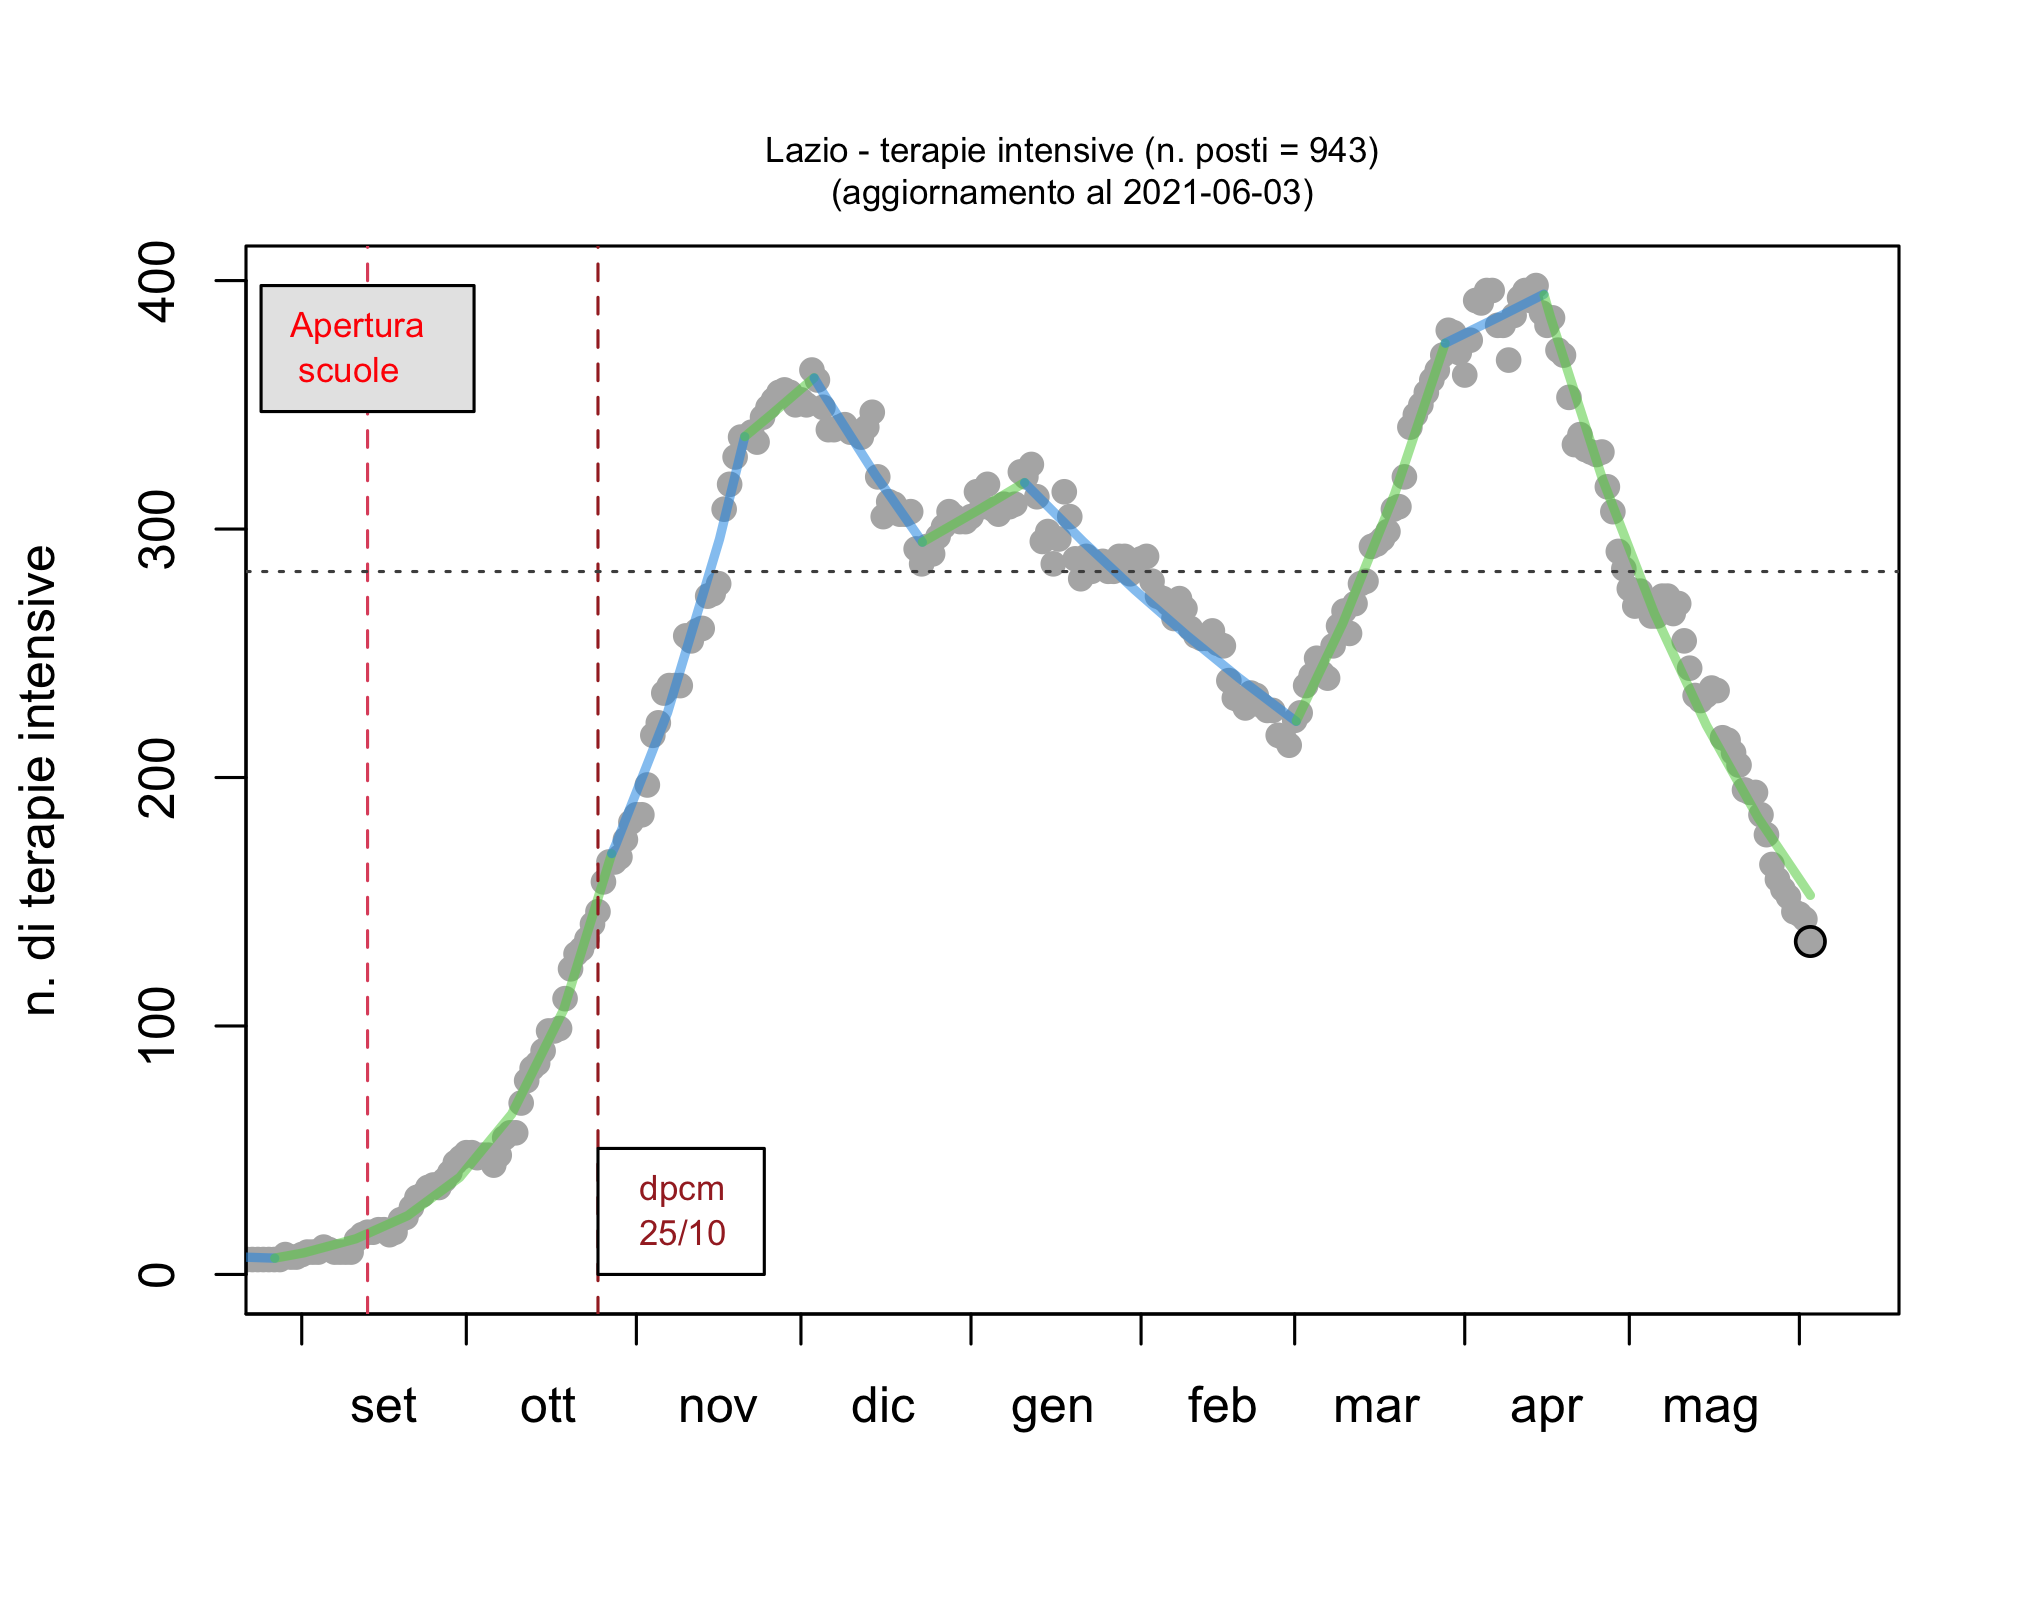 Lazio - terapie intensive (n. posti = 943)
(aggiornamento al 2021-06-03)
n. di terapie intensive
400
300
200
100
0
Apertura
scuole
dpcm
25/10
set ott nov dic gen feb mar apr mag